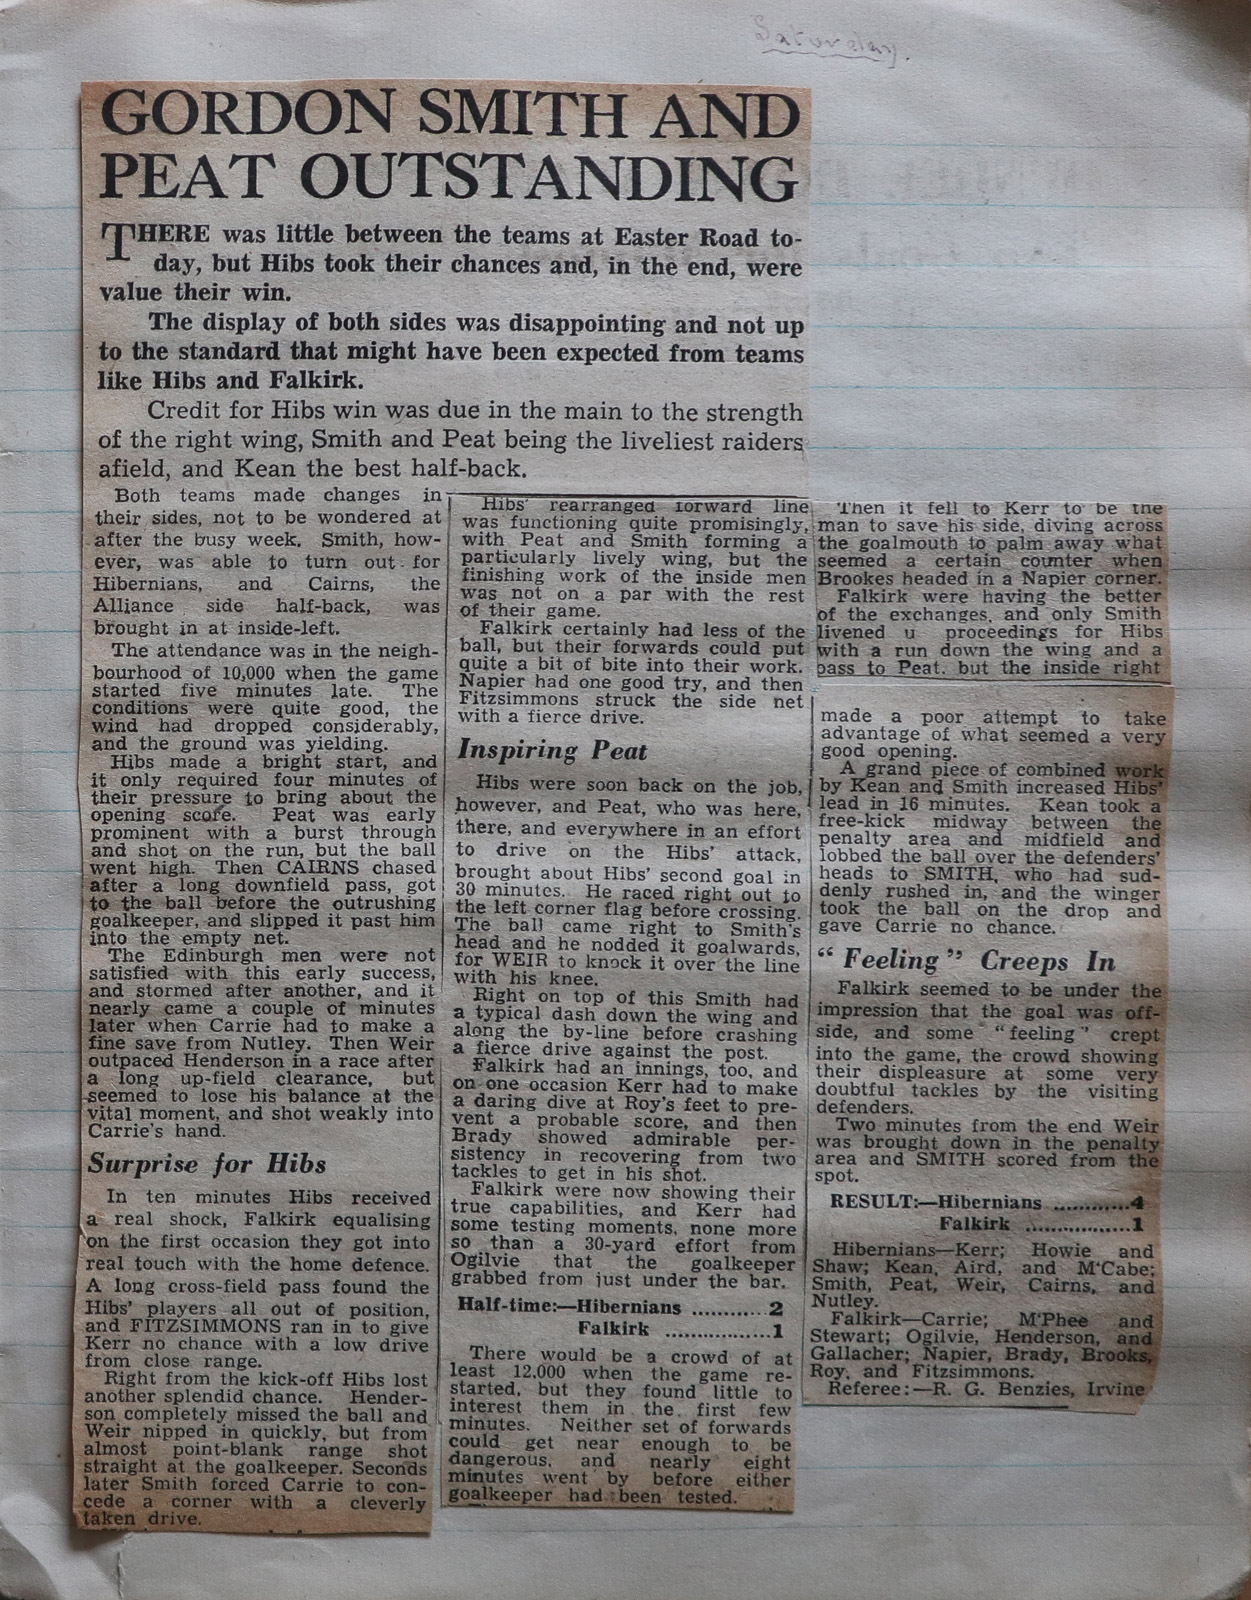 Saturday.
GORDON SMITH AND
PEAT OUTSTANDING
THERE was little between the teams at Easter Road to-
day, but Hibs took their chances and, in the end, were
value their win.
The display of both sides was disappointing and not up
to the standard that might have been expected from teams
like Hibs and Falkirk.
Credit for Hibs win was due in the main to the strength
of the right wing, Smith and Peat being the liveliest raiders
afield, and Kean the best half-back.
Both teams made changes in
their sides, not to be wondered at
after the busy week. Smith, how-
ever, was able to turn out for
Hibernians, and Cairns, the
Alliance side half-back, was
brought in at inside-left.
The attendance was in the neigh-
bourhood of 10,000 when the game
started five minutes late. The
conditions were quite good, the
wind had dropped considerably,
and the ground was yielding.
Hibs made a bright start, and
it only required four minutes of
their pressure to bring about the
opening score. Peat was early
prominent with a burst through
and shot on the run, but the ball
went high. Then CAIRNS chased
after a long downfield pass, got
to the ball before the outrushing
goalkeeper, and slipped it past him
into the empty net.
The Edinburgh men were not
satisfied with this early success,
and stormed after another, and it
nearly came a couple of minutes
later when Carrie had to make a
fine save from Nutley. Then Weir
outpaced Henderson in a race after
a long up-field clearance, but
seemed to lose his balance at the
vital moment, and shot weakly into
Carrie's hand.
Surprise for Hibs
In ten minutes Hibs received
a real shock, Falkirk equalising
on the first occasion they got into
real touch with the home defence.
A long cross-field pass found the
Hibs' players all out of position,
and FITZSIMMONS ran in to give
Kerr no chance with a low drive
from close range.
Right from the kick-off Hibs lost
another splendid chance. Hender-
son completely missed the ball and
Weir nipped in quickly, but from
almost point-blank range shot
straight at the goalkeeper. Seconds
later Smith forced Carrie to con-
cede a corner with a cleverly
taken drive.
Hibs' rearranged forward line
was functioning quite promisingly,
with Peat and Smith forming a
particularly lively wing, but the
finishing work of the inside men
was not on a par with the rest
of their game.
Falkirk certainly had less of the
ball, but their forwards could put
quite a bit of bite into their work.
Napier had one good try, and then
Fitzsimmons struck the side net
with a fierce drive.
Inspiring Peat
Hibs were soon back on the job,
however, and Peat, who was here,
there, and everywhere in an effort
to drive on the Hibs' attack,
brought about Hibs' second goal in
30 minutes. He raced right out to
the left corner flag before crossing.
The ball came right to Smith's
head and he nodded it goalwards,
for WEIR to knock it over the line
with his knee.
Right on top of this Smith had
a typical dash down the wing and
along the by-line before crashing
a fierce drive against the post.
Falkirk had an innings, too, and
on one occasion Kerr had to make
a daring dive at Roy's feet to pre-
vent a probable score, and then
Brady showed admirable per-
sistency in recovering from two
tackles to get in his shot.
Falkirk were now showing their
true capabilities, and Kerr had
some testing moments, none more
so than a 30-yard effort from
Ogilvie that the goalkeeper
grabbed from just under the bar.
Half-time:—Hibernians ...........2
Falkirk .................1
There would be a crowd of at
least 12,000 when the game re-
started, but they found little to
interest them in the first few
minutes. Neither set of forwards
could get near enough to be
dangerous, and nearly eight
minutes went by before either
goalkeeper had been tested.
Then it fell to Kerr to be the
man to save his side, diving across
the goalmouth to palm away what
seemed a certain counter when
Brookes headed in a Napier corner.
Falkirk were having the better
of the exchanges, and only Smith
livened u proceedings for Hibs
with a run down the wing and a
pass to Peat, but the inside right
made a poor attempt to take
advantage of what seemed a very
good opening.
A grand piece of combined work
by Kean and Smith increased Hibs'
lead in 16 minutes. Kean took a
free-kick midway between the
penalty area and midfield and
lobbed the ball over the defenders'
heads to SMITH, who had sud-
denly rushed in, and the winger
took the ball on the drop and
gave Carrie no chance.
"Feeling" Creeps In
Falkirk seemed to be under the
impression that the goal was off-
side, and some "feeling" crept
into the game, the crowd showing
their displeasure at some very
doubtful tackles by the visiting
defenders.
Two minutes from the end Weir
was brought down in the penalty
area and SMITH scored from the
spot.
RESULT:—Hibernians ...........4
Falkirk ................1
Hibernians—Kerr; Howie and
Shaw; Kean, Aird, and M'Cabe;
Smith, Peat, Weir, Cairns, and
Nutley.
Falkirk—Carrie; M'Phee and
Stewart; Ogilvie, Henderson, and
Gallacher; Napier, Brady, Brooks,
Roy, and Fitzsimmons.
Referee:—R. G. Benzies, Irvine